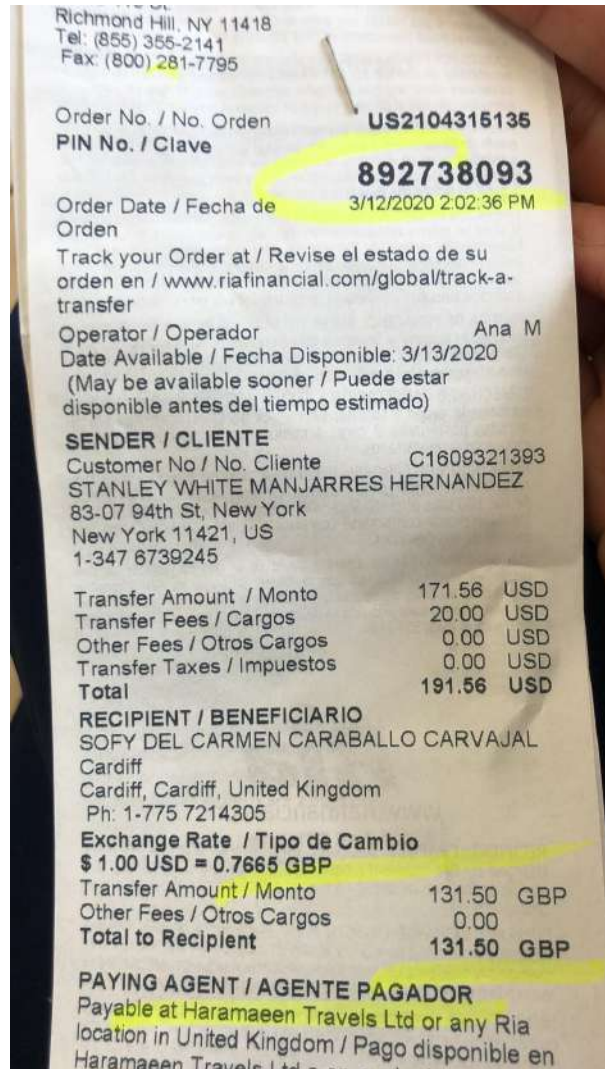 Richmond Hill, NY 11418
Tel: (855) 355-2141
Fax: (800) 281-7795
Order No. / No. Orden US2104315135
PIN No. / Clave
892738093
Order Date / Fecha de 3/12/2020 2:02:36 PM
Orden
Track your Order at / Revise el estado de su
orden en / www.riafinancial.com/global/track-a-
transfer
Operator / Operador Ana M
Date Available / Fecha Disponible: 3/13/2020
(May be available sooner / Puede estar
disponible antes del tiempo estimado)
SENDER / CLIENTE
Customer No / No. Cliente C1609321393
STANLEY WHITE MANJARRES HERNANDEZ
83-07 94th St, New York
New York 11421, US
1-347 6739245
Transfer Amount / Monto 171.56 USD
Transfer Fees / Cargos 20.00 USD
Other Fees / Otros Cargos 0.00 USD
Transfer Taxes / Impuestos 0.00 USD
Total 191.56 USD
RECIPIENT / BENEFICIARIO
SOFY DEL CARMEN CARABALLO CARVAJAL
Cardiff
Cardiff, Cardiff, United Kingdom
Ph: 1-775 7214305
Exchange Rate / Tipo de Cambio
$ 1.00 USD = 0.7665 GBP
Transfer Amount / Monto 131.50 GBP
Other Fees / Otros Cargos 0.00
Total to Recipient 131.50 GBP
PAYING AGENT / AGENTE PAGADOR
Payable at Haramaeen Travels Ltd or any Ria
location in United Kingdom / Pago disponible en
Haramaeen Travels Ltd